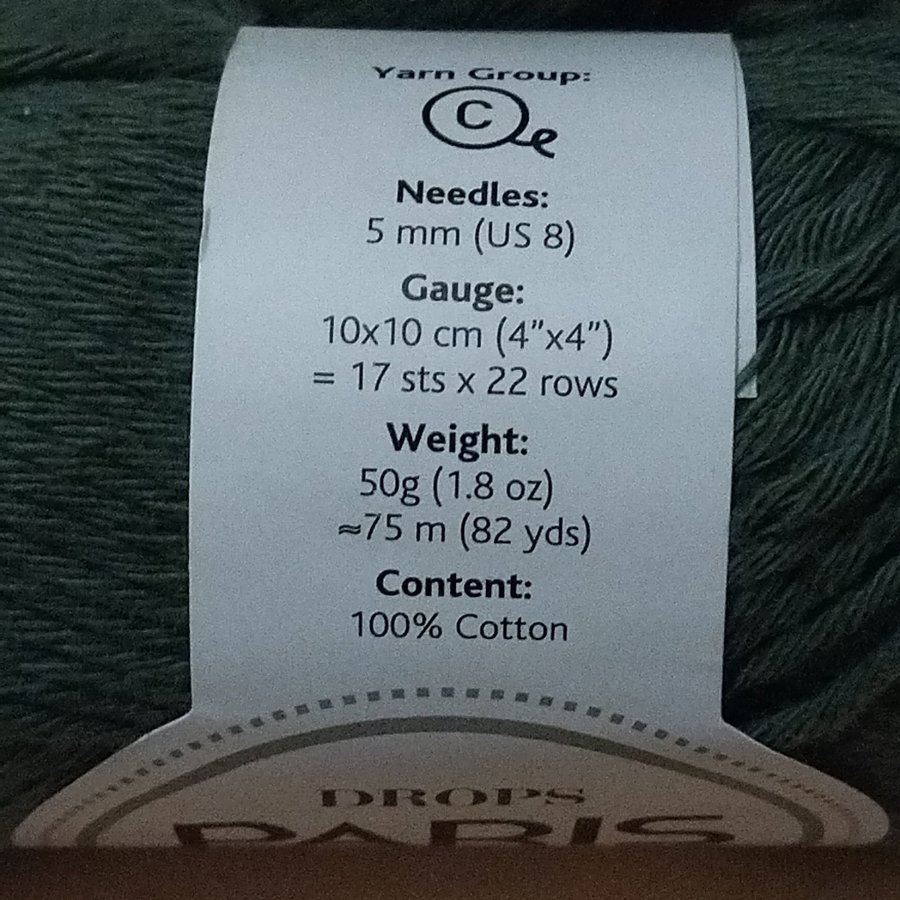 Yarn Group:
C
Needles:
5 mm (US 8)
Gauge:
10x10 cm (4"x4")
= 17 sts x 22 rows
Weight:
50g (1.8 oz)
≈75 m (82 yds)
Content:
100% Cotton
DROPS
PARIS